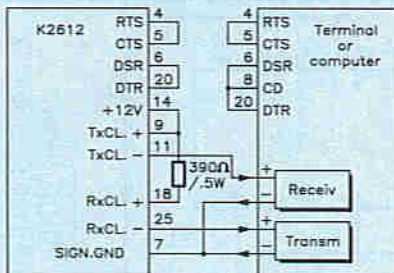 K2612
RTS 4
CTS 5
DSR 6
DTR 20
+12V 14
TxCL. + 9
TxCL. - 11
390Ω
/.5W
RxCL. + 18
RxCL. - 25
SIGN.GND 7
4 RTS
5 CTS
6 DSR
8 CD
20 DTR
Terminal
or
computer
+
Receiv
-
+
Transm
-